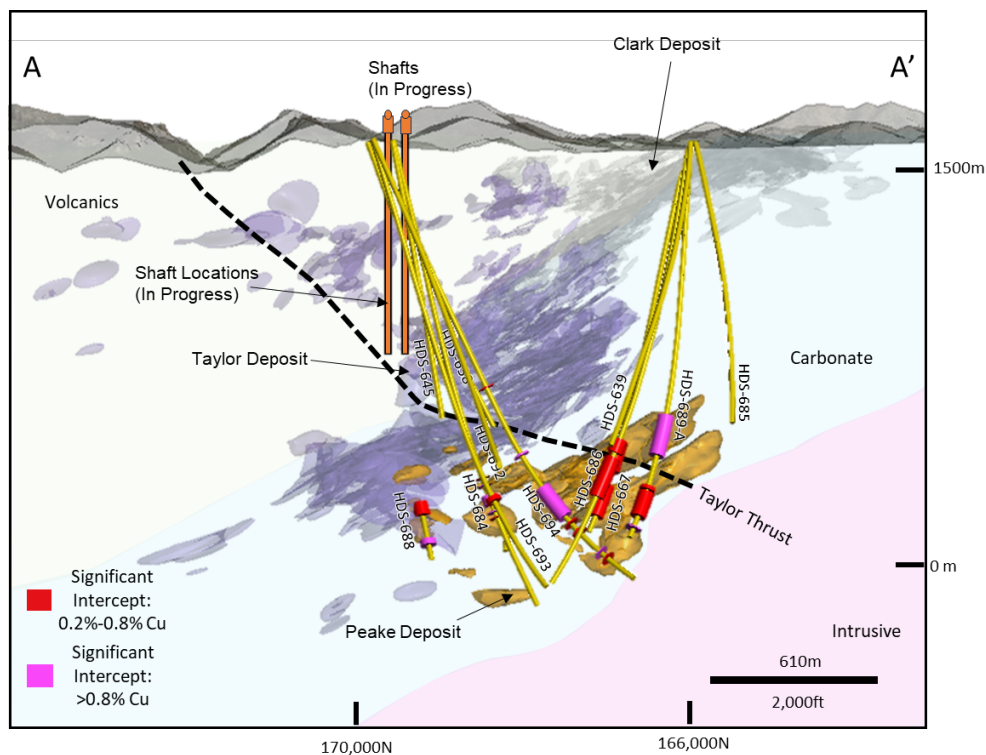 A
A’
Clark Deposit
Shafts
(In Progress)
1500m
Volcanics
Shaft Locations
(In Progress)
Taylor Deposit
Carbonate
HDS-645
HDS-639
HDS-689-A
HDS-685
HDS-692
HDS-686
HDS-667
HDS-684
HDS-694
HDS-688
HDS-693
Taylor Thrust
0 m
Significant
Intercept:
0.2%-0.8% Cu
Peake Deposit
Intrusive
Significant
Intercept:
>0.8% Cu
610m
2,000ft
170,000N
166,000N